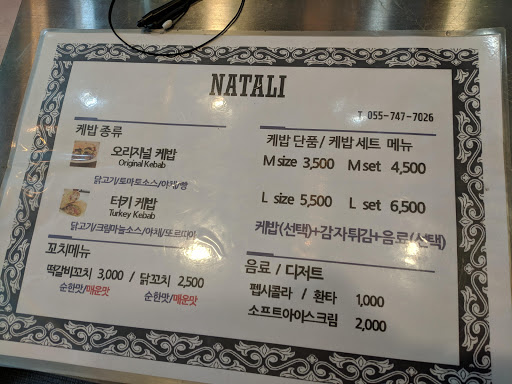 NATALI
T 055-747-7026
케밥 종류
오리지널 케밥
Original Kebab
닭고기/토마토소스/야채/빵
터키 케밥
Turkey Kebab
닭고기/크림마늘소스/야채/또르띠아
꼬치메뉴
떡갈비꼬치 3,000 / 닭꼬치 2,500
순한맛/매운맛 순한맛/매운맛
케밥 단품/ 케밥 세트 메뉴
M size 3,500 M set 4,500
L size 5,500 L set 6,500
케밥(선택)+감자튀김+음료(선택)
음료 / 디저트
펩시콜라 / 환타 1,000
소프트아이스크림 2,000